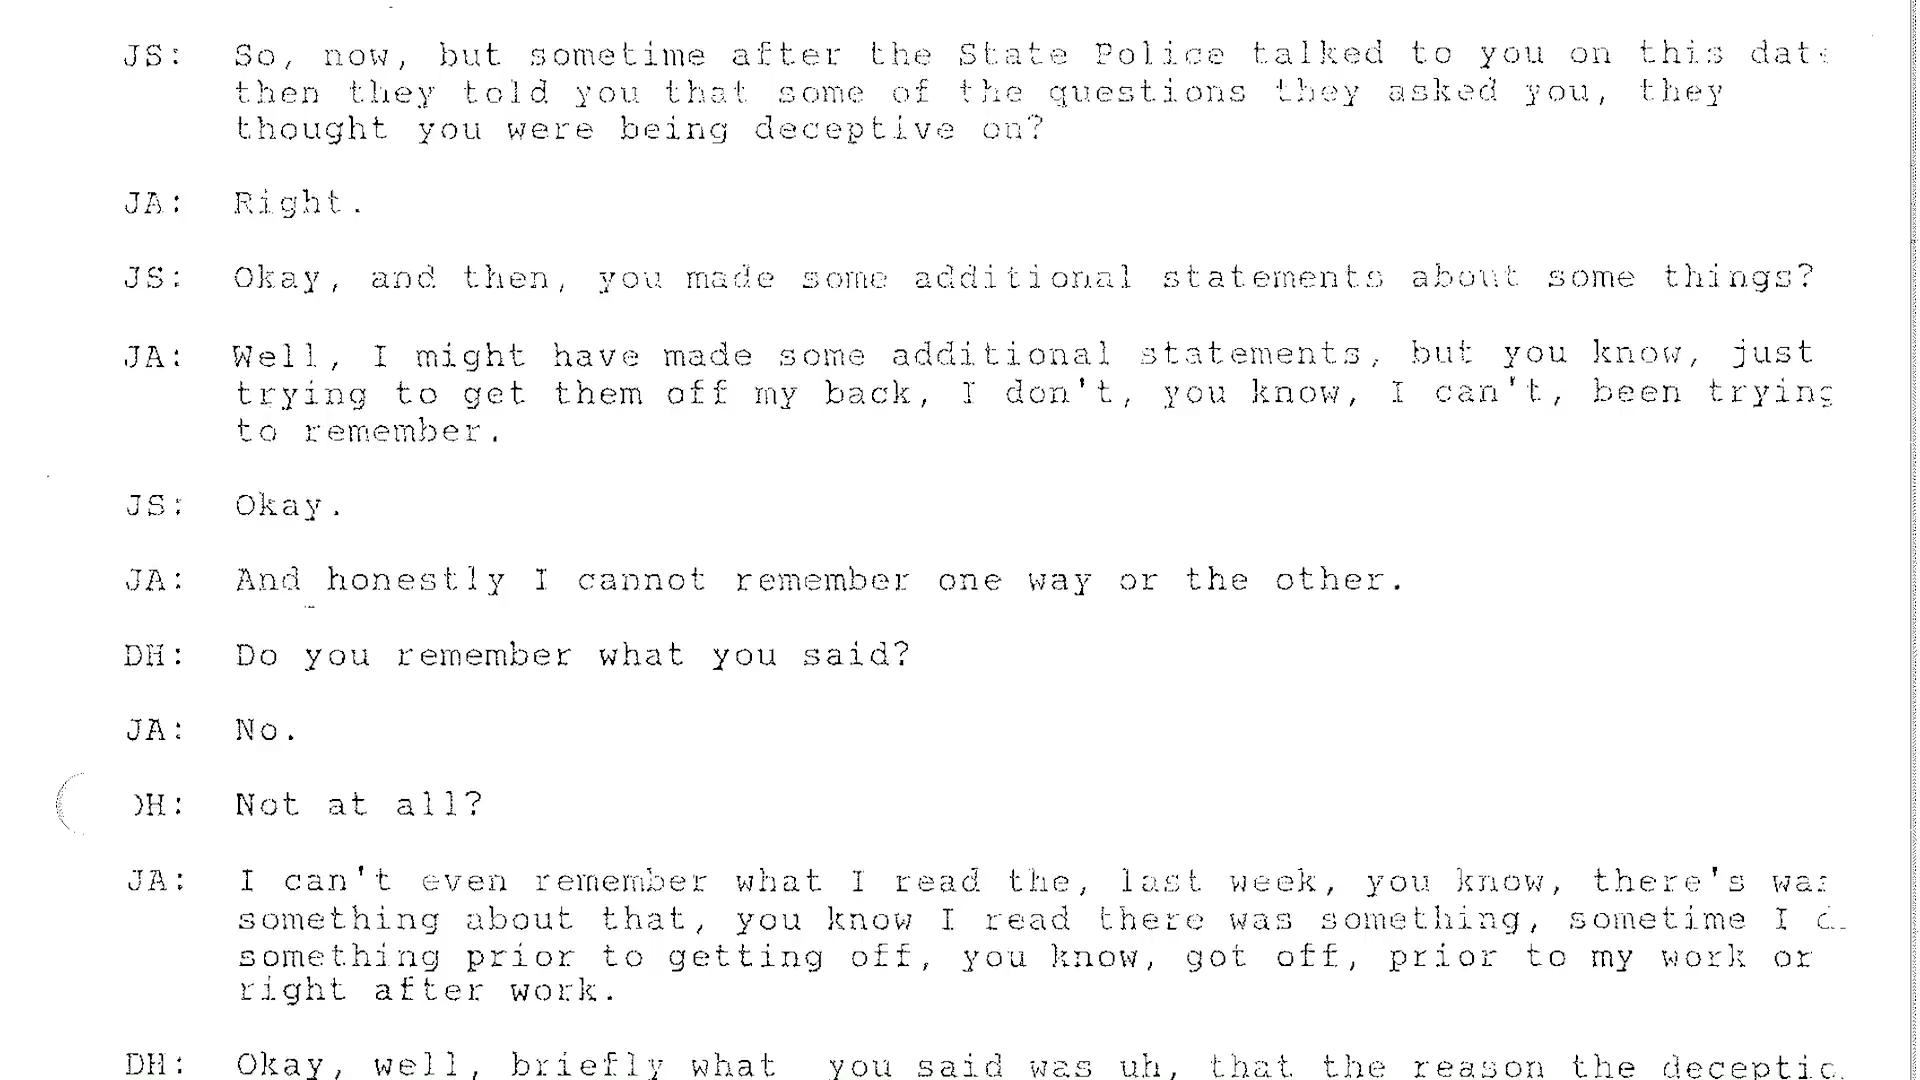 JS: So, now, but sometime after the State Police talked to you on this dat
then they told you that some of the questions they asked you, they
thought you were being deceptive on?
JA: Right.
JS: Okay, and then, you made some additional statements about some things?
JA: Well, I might have made some additional statements, but you know, just
trying to get them off my back, I don't, you know, I can't, been trying
to remember.
JS: Okay.
JA: And honestly I cannot remember one way or the other.
DH: Do you remember what you said?
JA: No.
DH: Not at all?
JA: I can't even remember what I read the, last week, you know, there's was
something about that, you know I read there was something, sometime I
something prior to getting off, you know, got off, prior to my work or
right after work.
DH: Okay, well, briefly what you said was uh, that the reason the deceptio